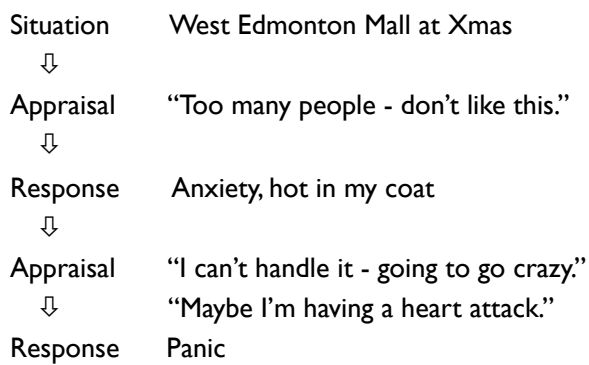 Situation West Edmonton Mall at Xmas
⇩
Appraisal “Too many people - don’t like this.”
⇩
Response Anxiety, hot in my coat
⇩
Appraisal “I can’t handle it - going to go crazy.”
⇩ “Maybe I’m having a heart attack.”
Response Panic